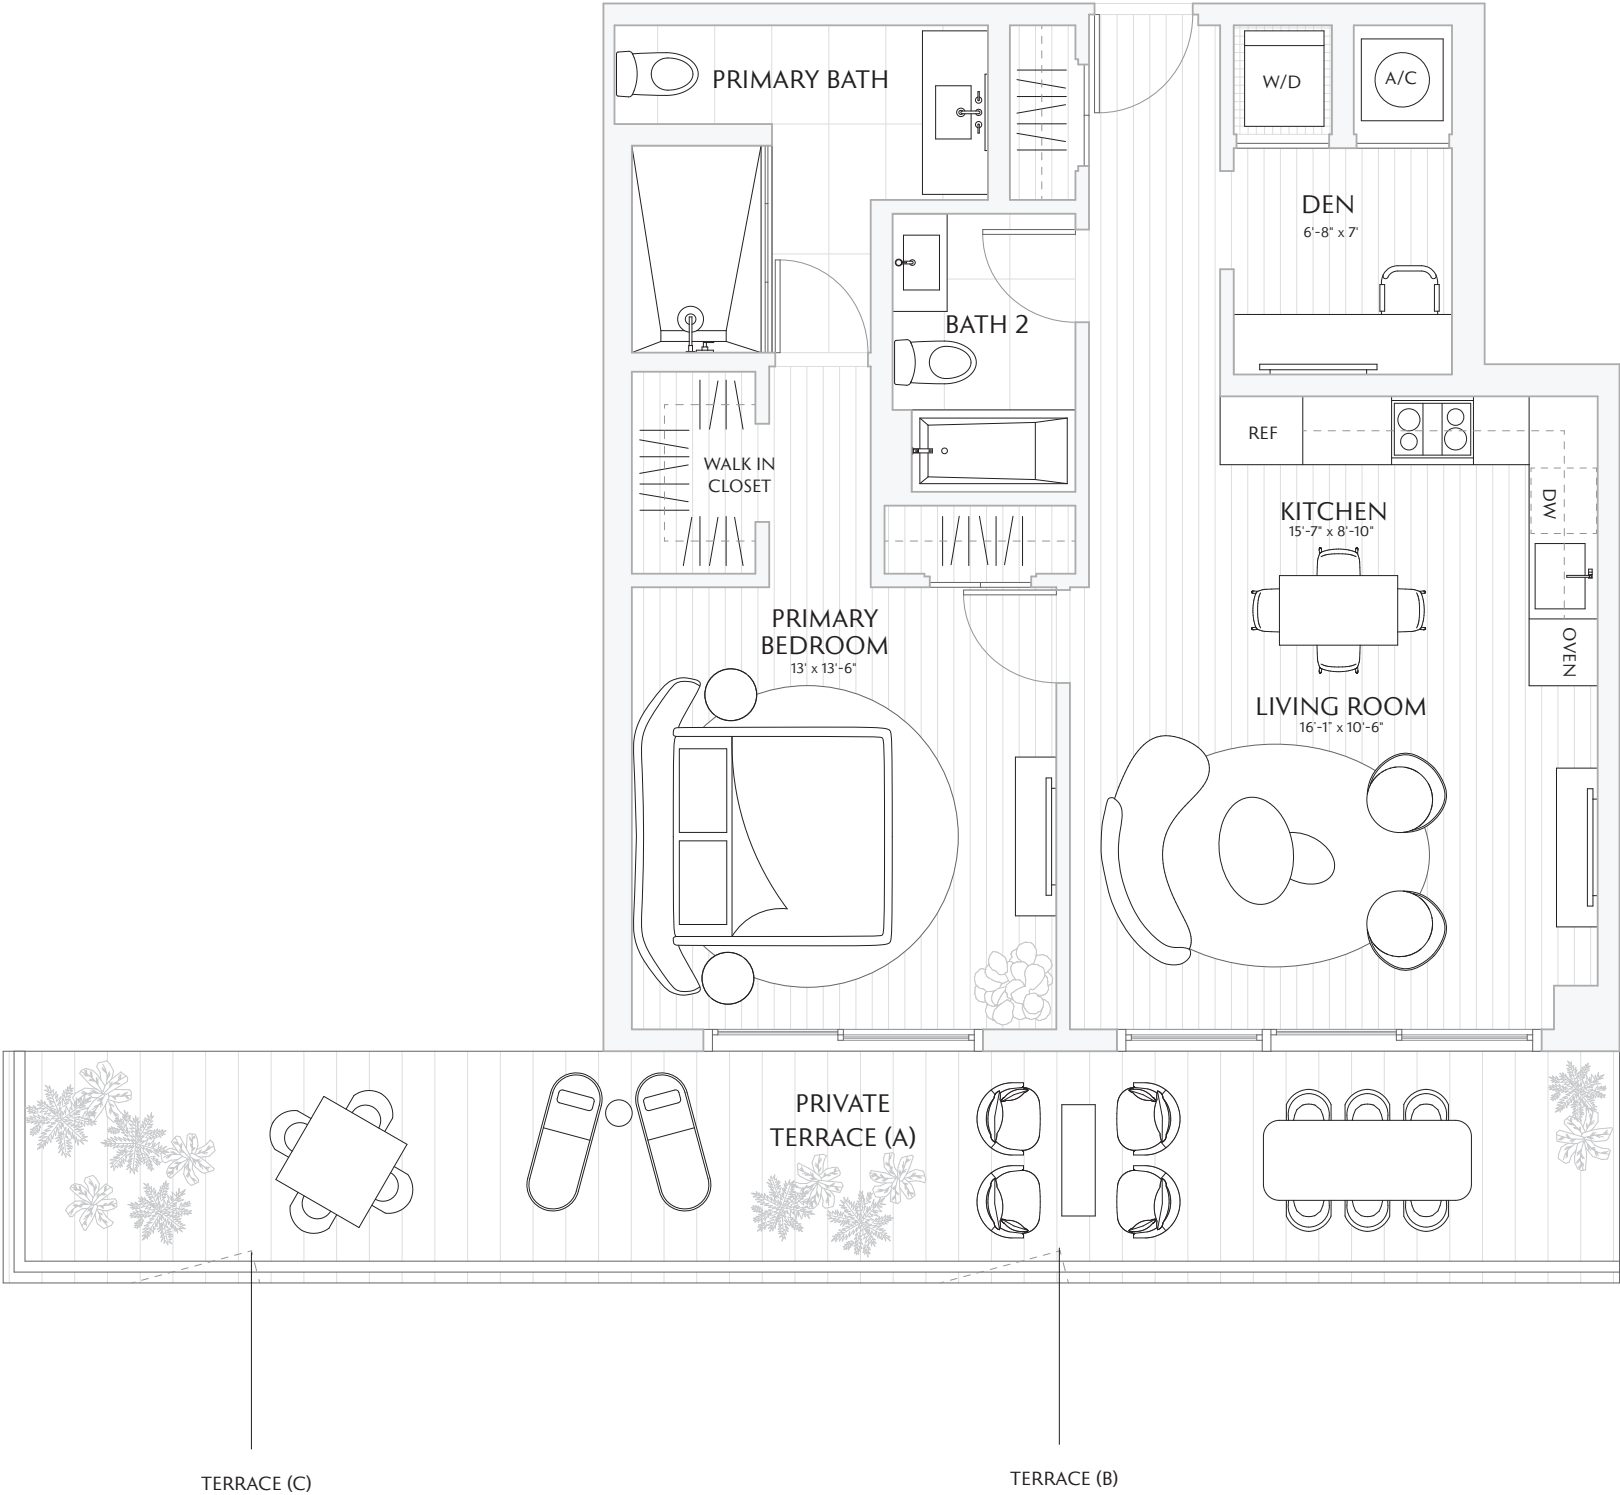 PRIMARY BATH
W/D
A/C
DEN
6'-8" x 7'
BATH 2
REF
WALK IN
CLOSET
DW
KITCHEN
15'-7" x 8'-10"
PRIMARY
BEDROOM
13' x 13'-6"
OVEN
LIVING ROOM
16'-1" x 10'-6"
PRIVATE
TERRACE (A)
TERRACE (C)
TERRACE (B)